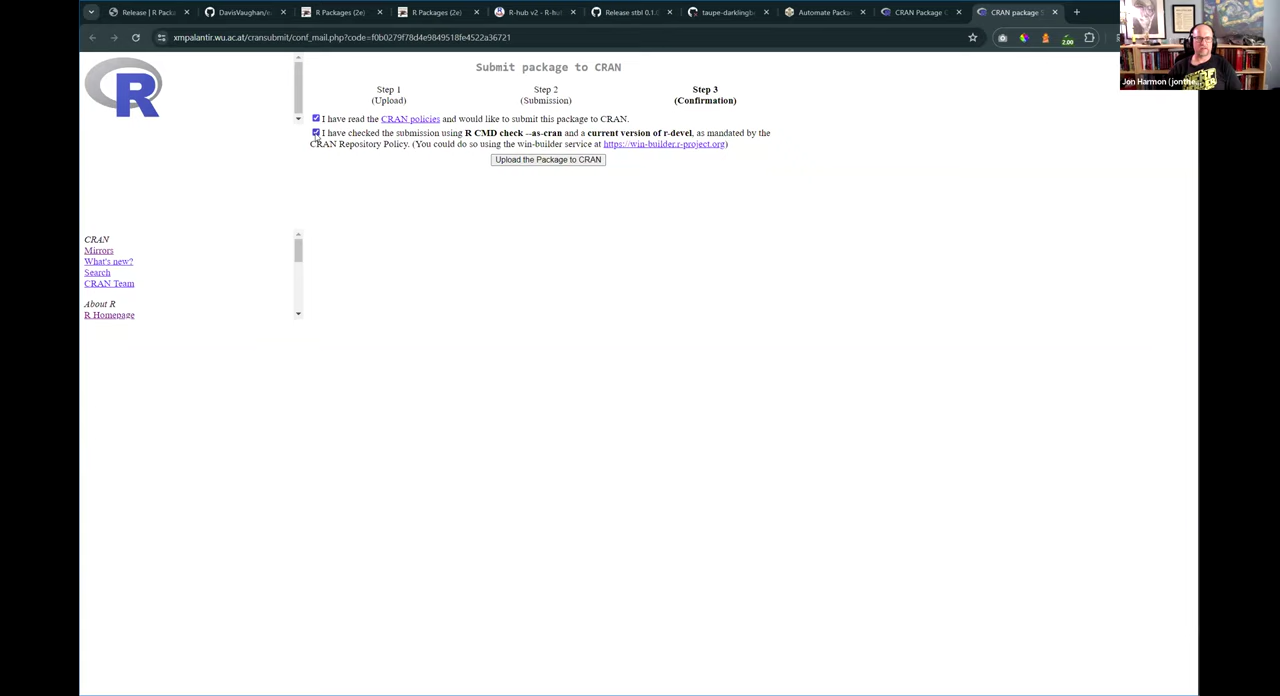 Release | R Packa
DavisVaughan/e
R Packages (2e)
R Packages (2e)
R-hub v2 - R-hub
Release stbl 0.1.0
taupe-darklingb
Automate Packa
CRAN Package
CRAN package S
xmpalantir.wu.ac.at/cransubmit/conf_mail.php?code=f0b0279f78d4e9849518fe4522a36721
2.00
Jon Harmon (jonthe...
R
Submit package to CRAN
Step 1
(Upload)
Step 2
(Submission)
Step 3
(Confirmation)
I have read the CRAN policies and would like to submit this package to CRAN.
I have checked the submission using R CMD check --as-cran and a current version of r-devel, as mandated by the
CRAN Repository Policy. (You could do so using the win-builder service at https://win-builder.r-project.org)
Upload the Package to CRAN
CRAN
Mirrors
What's new?
Search
CRAN Team
About R
R Homepage